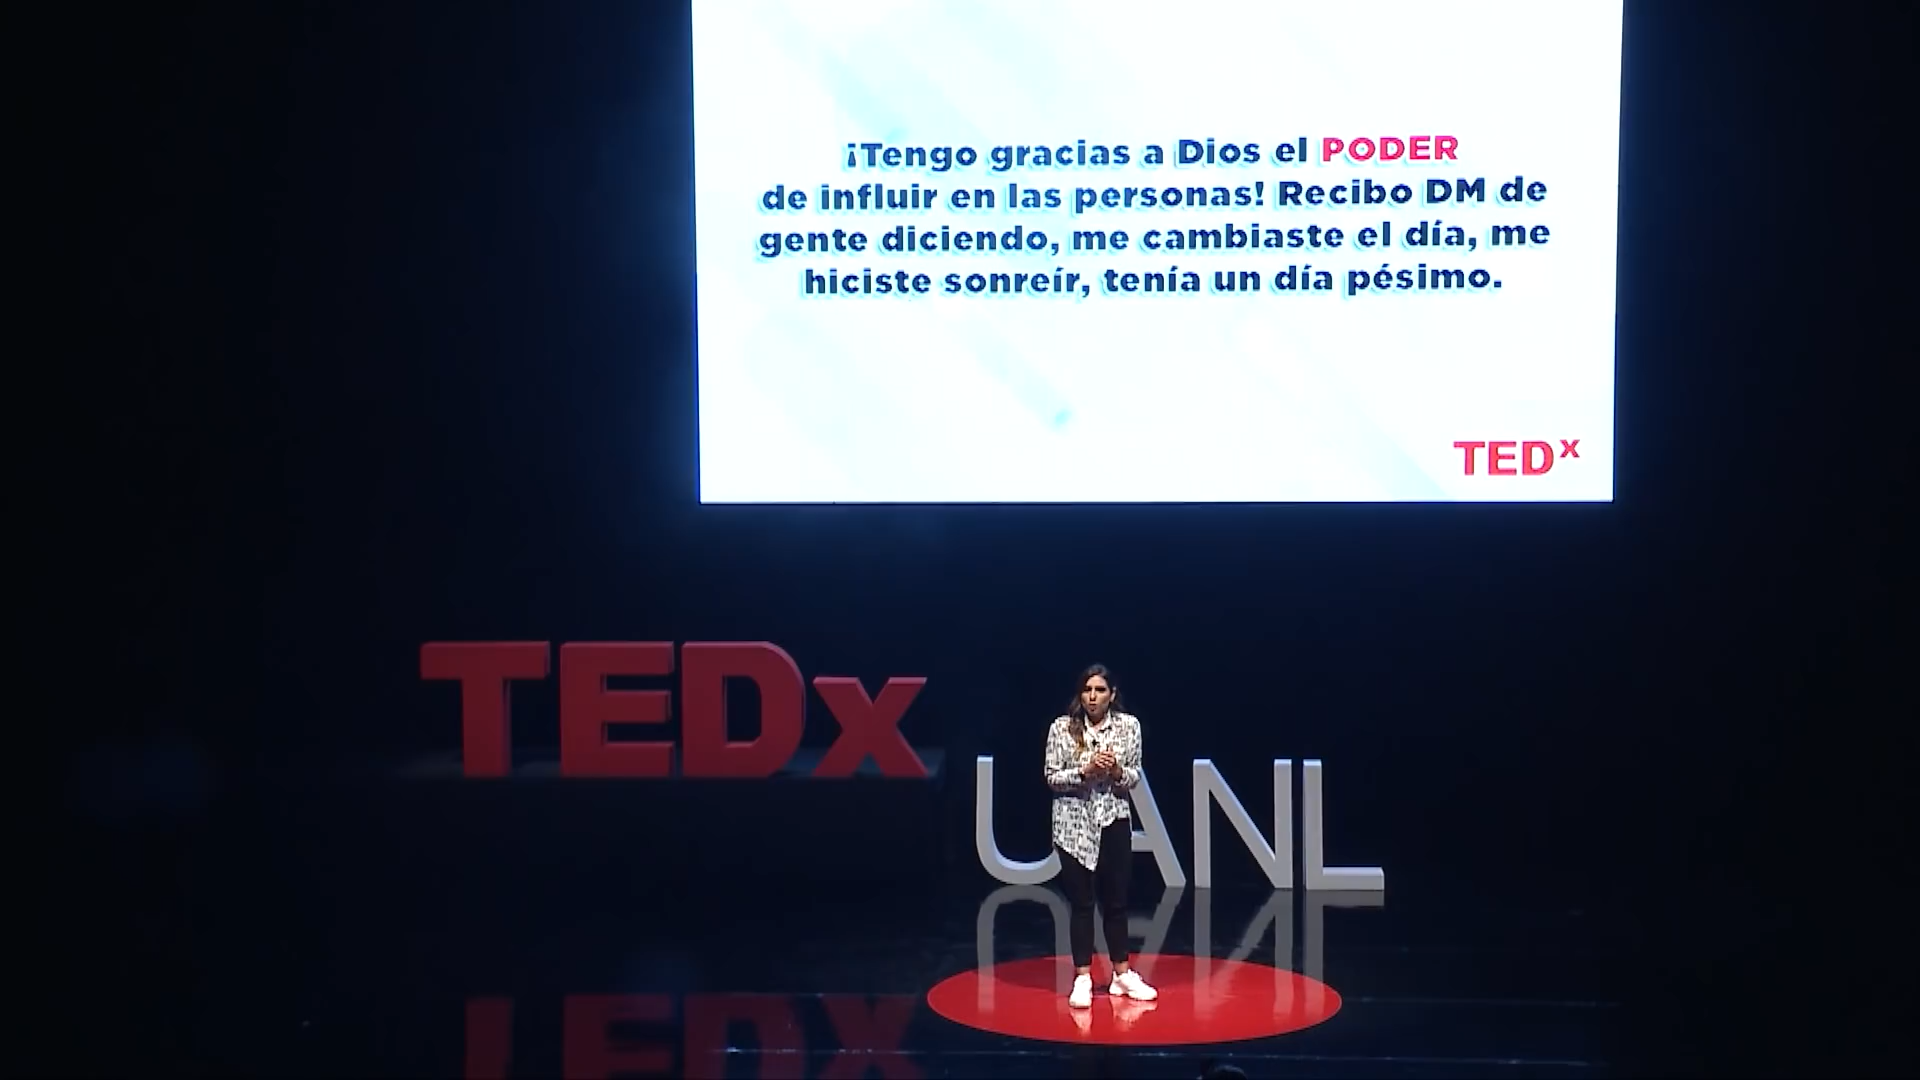 ¡Tengo gracias a Dios el PODER
de influir en las personas! Recibo DM de
gente diciendo, me cambiaste el día, me
hiciste sonreír, tenía un día pésimo.
TEDx
TEDx
UANL